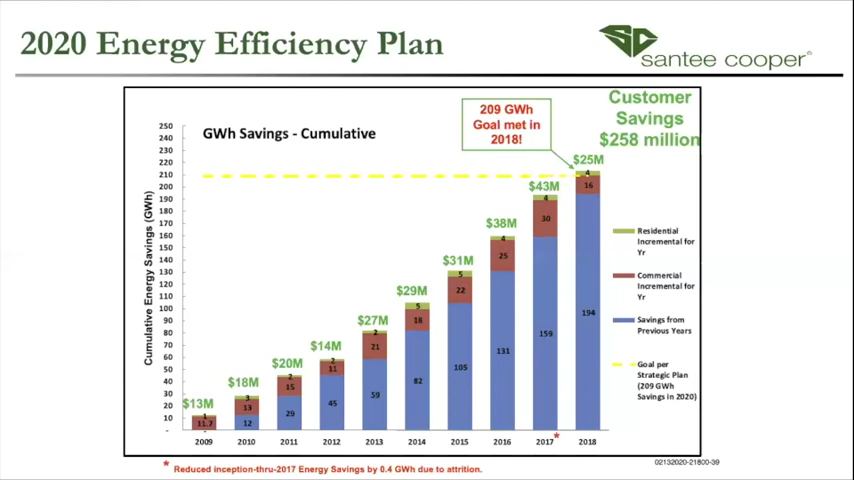 2020 Energy Efficiency Plan
santee cooper®
Customer
Savings
$258 million
209 GWh
Goal met in
2018!
GWh Savings - Cumulative
Cumulative Energy Savings (GWh)
250
240
230
220
210
200
190
180
170
160
150
140
130
120
110
100
90
80
70
60
50
40
30
20
10
-
$13M
1
11.7
-
2009
$18M
3
13
12
2010
$20M
2
15
29
2011
$14M
2
11
45
2012
$27M
2
21
59
2013
$29M
5
18
82
2014
$31M
5
22
105
2015
$38M
4
25
131
2016
$43M
4
30
159
2017*
$25M
4
16
194
2018
Residential
Incremental for
Yr
Commercial
Incremental for
Yr
Savings from
Previous Years
Goal per
Strategic Plan
(209 GWh
Savings in 2020)
02132020-21800-39
* Reduced inception-thru-2017 Energy Savings by 0.4 GWh due to attrition.